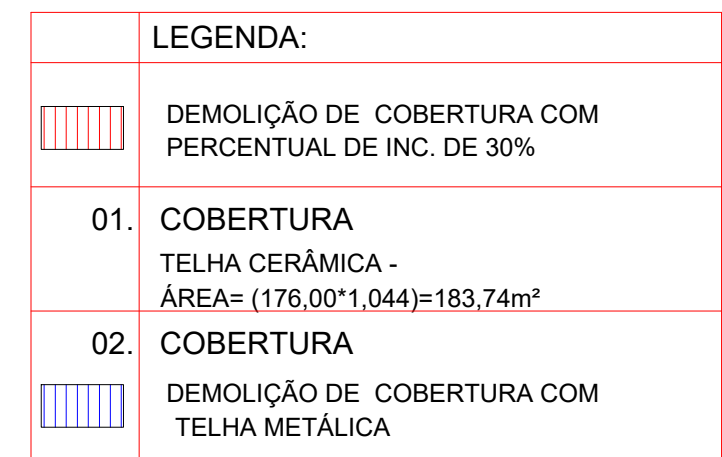 LEGENDA:
DEMOLIÇÃO DE COBERTURA COM
PERCENTUAL DE INC. DE 30%
01. COBERTURA
TELHA CERÂMICA -
ÁREA= (176,00*1,044)=183,74m²
02. COBERTURA
DEMOLIÇÃO DE COBERTURA COM
TELHA METÁLICA